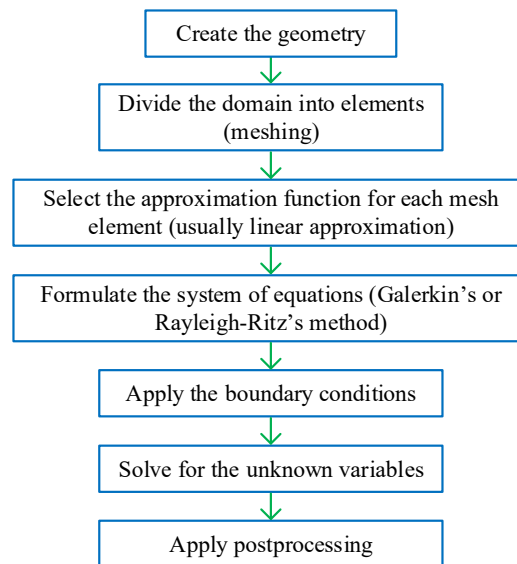 Create the geometry
Divide the domain into elements
(meshing)
Select the approximation function for each mesh
element (usually linear approximation)
Formulate the system of equations (Galerkin’s or
Rayleigh-Ritz’s method)
Apply the boundary conditions
Solve for the unknown variables
Apply postprocessing